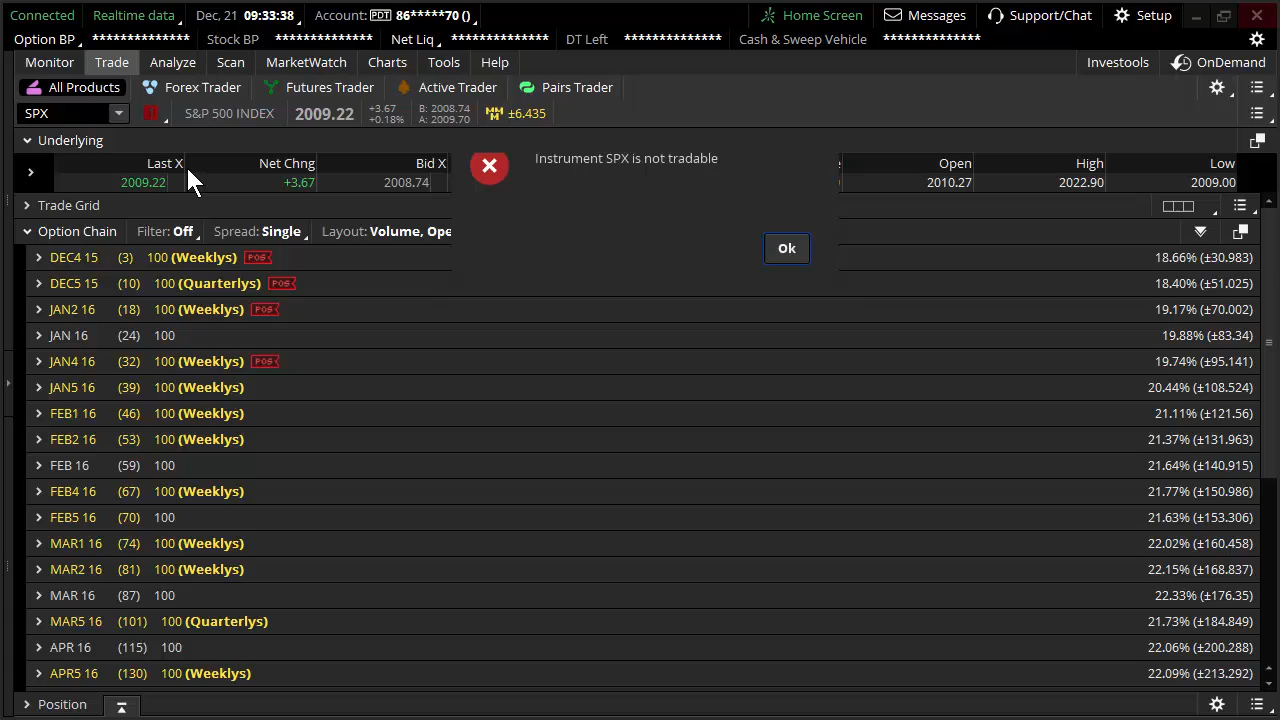 Connected Realtime data Dec, 21 09:33:38 Account: PDT 86*****70 () Home Screen Messages Support/Chat Setup
Option BP ************** Stock BP ************** Net Liq ************** DT Left ************** Cash & Sweep Vehicle **************
Monitor Trade Analyze Scan MarketWatch Charts Tools Help Investools OnDemand
All Products Forex Trader Futures Trader Active Trader Pairs Trader
SPX S&P 500 INDEX 2009.22 +3.67 +0.18% B: 2008.74 A: 2009.70 ±6.435
Underlying
Instrument SPX is not tradable
Last X Net Chng Bid X Open High Low
2009.22 +3.67 2008.74 2010.27 2022.90 2009.00
Trade Grid
Option Chain Filter: Off Spread: Single Layout: Volume, Ope
Ok
DEC4 15 (3) 100 (Weeklys) POS 18.66% (±30.983)
DEC5 15 (10) 100 (Quarterlys) POS 18.40% (±51.025)
JAN2 16 (18) 100 (Weeklys) POS 19.17% (±70.002)
JAN 16 (24) 100 19.88% (±83.34)
JAN4 16 (32) 100 (Weeklys) POS 19.74% (±95.141)
JAN5 16 (39) 100 (Weeklys) 20.44% (±108.524)
FEB1 16 (46) 100 (Weeklys) 21.11% (±121.56)
FEB2 16 (53) 100 (Weeklys) 21.37% (±131.963)
FEB 16 (59) 100 21.64% (±140.915)
FEB4 16 (67) 100 (Weeklys) 21.77% (±150.986)
FEB5 16 (70) 100 21.63% (±153.306)
MAR1 16 (74) 100 (Weeklys) 22.02% (±160.458)
MAR2 16 (81) 100 (Weeklys) 22.15% (±168.837)
MAR 16 (87) 100 22.33% (±176.35)
MAR5 16 (101) 100 (Quarterlys) 21.73% (±184.849)
APR 16 (115) 100 22.06% (±200.288)
APR5 16 (130) 100 (Weeklys) 22.09% (±213.292)
Position